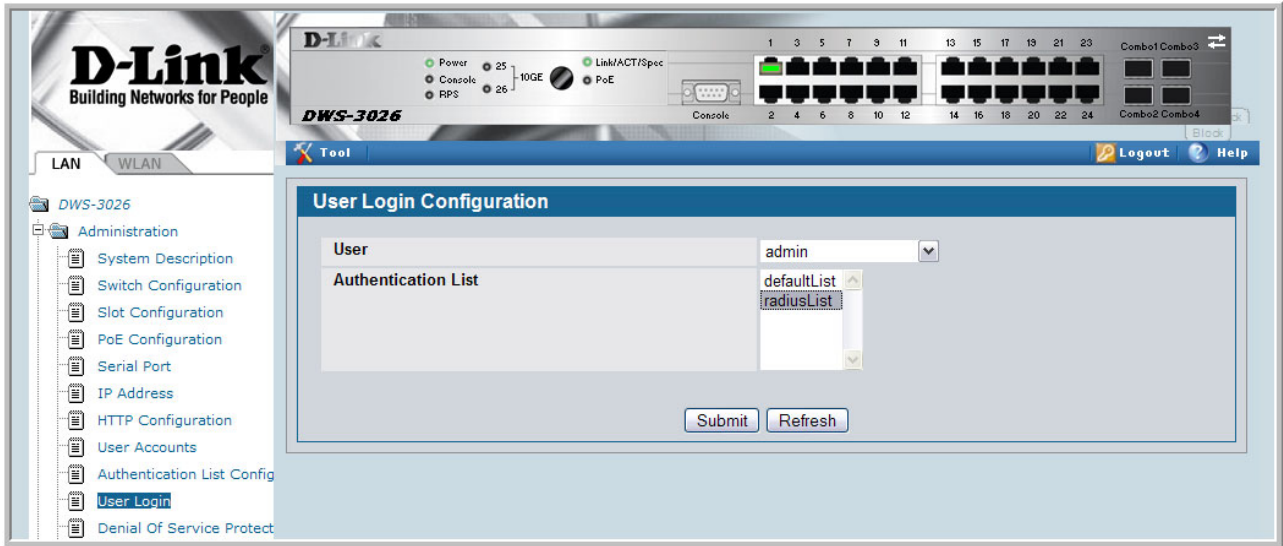 D-Link
Building Networks for People
D-Link
Power
Console
RPS
25
26
10GE
Link/ACT/Spec
PoE
DWS-3026
Console
1 3 5 7 9 11
13 15 17 19 21 23
2 4 6 8 10 12
14 16 18 20 22 24
Combo1 Combo3
Combo2 Combo4
Block
LAN
WLAN
Tool
Logout
Help
DWS-3026
Administration
System Description
Switch Configuration
Slot Configuration
PoE Configuration
Serial Port
IP Address
HTTP Configuration
User Accounts
Authentication List Config
User Login
Denial Of Service Protect
User Login Configuration
User
admin
Authentication List
defaultList
radiusList
Submit
Refresh